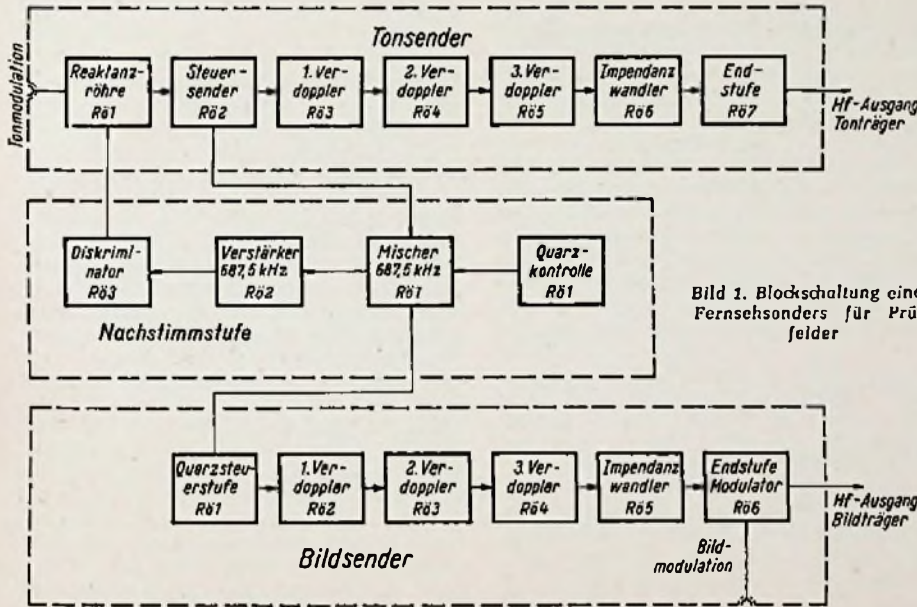 Tonsender
Tonmodulation
Reaktanz-
röhre
Rö1
Steuer-
sender
Rö2
1. Ver-
doppler
Rö3
2. Ver-
doppler
Rö4
3. Ver-
doppler
Rö5
Impendanz
wandler
Rö6
End-
stufe
Rö7
Hf-Ausgang
Tonträger
Diskrimi-
nator
Rö3
Verstärker
687,5 kHz
Rö2
Mischer
687,5 kHz
Rö1
Quarz-
kontrolle
Rö1
Nachstimmstufe
Bild 1. Blockschaltung eine
Fernsehsenders für Prü
felder
Quarzsteu-
erstufe
Rö1
1. Ver-
doppler
Rö2
2. Ver-
doppler
Rö3
3. Ver-
doppler
Rö4
Impendanz
wandler
Rö5
Endstufe
Modulator
Rö6
Hf-Ausgang
Bildträger
Bildsender
Bild-
modulation